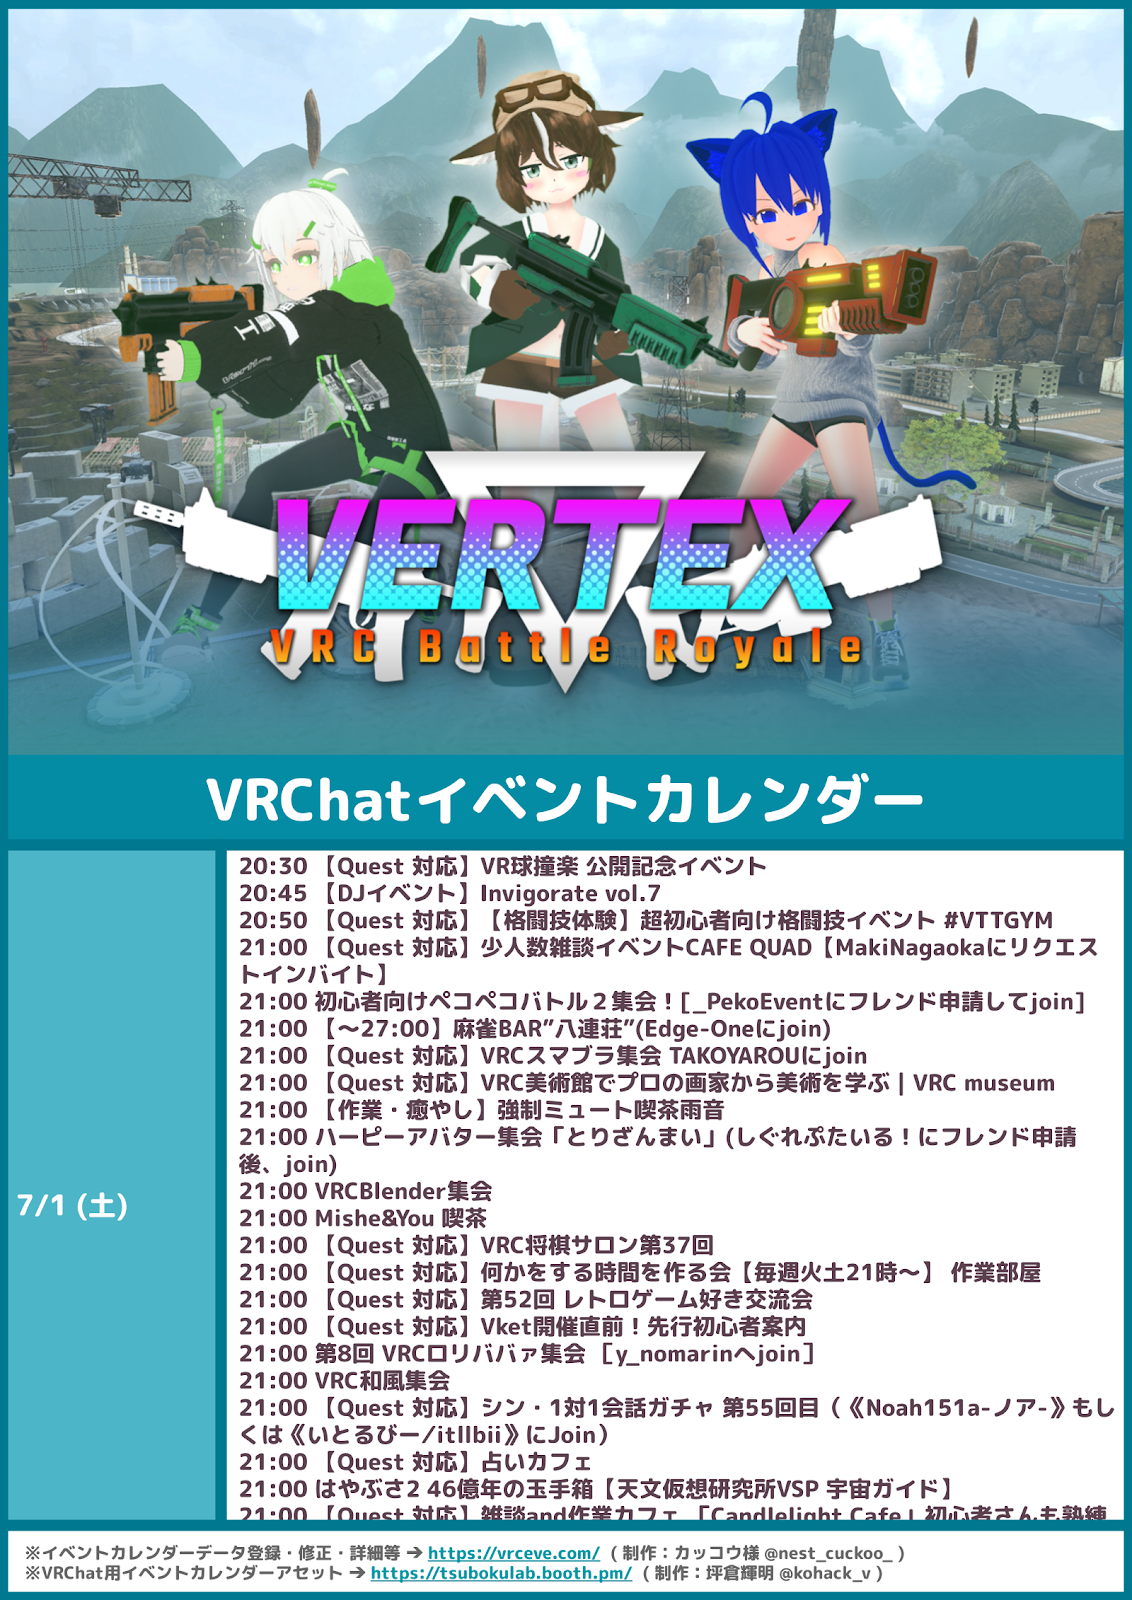 VERTEX
VRC Battle Royale
VRChatイベントカレンダー
7/1 (土)
20:30 【Quest 対応】VR球撞楽 公開記念イベント
20:45 【DJイベント】Invigorate vol.7
20:50 【Quest 対応】【格闘技体験】超初心者向け格闘技イベント #VTTGYM
21:00 【Quest 対応】少人数雑談イベントCAFE QUAD【MakiNagaokaにリクエス
トインバイト】
21:00 初心者向けペコペコバトル２集会！[_PekoEventにフレンド申請してjoin]
21:00 【～27:00】麻雀BAR”八連荘”(Edge-Oneにjoin)
21:00 【Quest 対応】VRCスマブラ集会 TAKOYAROUにjoin
21:00 【Quest 対応】VRC美術館でプロの画家から美術を学ぶ | VRC museum
21:00 【作業・癒やし】強制ミュート喫茶雨音
21:00 ハーピーアバター集会「とりざんまい」(しぐれぷたいる！にフレンド申請
後、join)
21:00 VRCBlender集会
21:00 Mishe&You 喫茶
21:00 【Quest 対応】VRC将棋サロン第37回
21:00 【Quest 対応】何かをする時間を作る会【毎週火土21時～】 作業部屋
21:00 【Quest 対応】第52回 レトロゲーム好き交流会
21:00 【Quest 対応】Vket開催直前！先行初心者案内
21:00 第8回 VRCロリババァ集会 ［y_nomarinへjoin］
21:00 VRC和風集会
21:00 【Quest 対応】シン・1対1会話ガチャ 第55回目（《Noah151a-ノア-》もし
くは《いとるびー/itllbii》にJoin）
21:00 【Quest 対応】占いカフェ
21:00 はやぶさ2 46億年の玉手箱【天文仮想研究所VSP 宇宙ガイド】
21:00 【Quest 対応】雑談and作業カフェ 「Candlelight Cafe」初心者さんも熟練
※イベントカレンダーデータ登録・修正・詳細等 ➔ https://vrceve.com/ （ 制作：カッコウ様 @nest_cuckoo_ ）
※VRChat用イベントカレンダーアセット ➔ https://tsubokulab.booth.pm/ （ 制作：坪倉輝明 @kohack_v ）